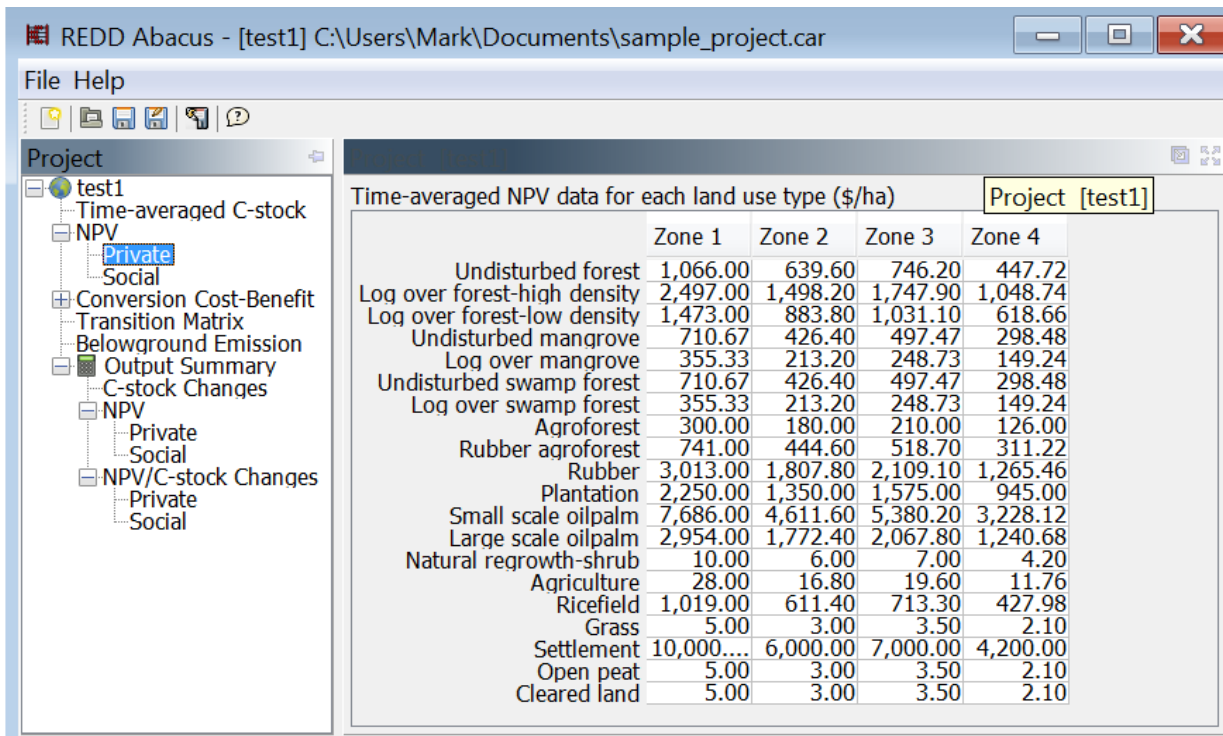 REDD Abacus - [test1] C:\Users\Mark\Documents\sample_project.car
File Help
Project
test1
Time-averaged C-stock
NPV
Private
Social
Conversion Cost-Benefit
Transition Matrix
Belowground Emission
Output Summary
C-stock Changes
NPV
Private
Social
NPV/C-stock Changes
Private
Social
Time-averaged NPV data for each land use type ($/ha)
Project [test1]
Zone 1 Zone 2 Zone 3 Zone 4
Undisturbed forest 1,066.00 639.60 746.20 447.72
Log over forest-high density 2,497.00 1,498.20 1,747.90 1,048.74
Log over forest-low density 1,473.00 883.80 1,031.10 618.66
Undisturbed mangrove 710.67 426.40 497.47 298.48
Log over mangrove 355.33 213.20 248.73 149.24
Undisturbed swamp forest 710.67 426.40 497.47 298.48
Log over swamp forest 355.33 213.20 248.73 149.24
Agroforest 300.00 180.00 210.00 126.00
Rubber agroforest 741.00 444.60 518.70 311.22
Rubber 3,013.00 1,807.80 2,109.10 1,265.46
Plantation 2,250.00 1,350.00 1,575.00 945.00
Small scale oilpalm 7,686.00 4,611.60 5,380.20 3,228.12
Large scale oilpalm 2,954.00 1,772.40 2,067.80 1,240.68
Natural regrowth-shrub 10.00 6.00 7.00 4.20
Agriculture 28.00 16.80 19.60 11.76
Ricefield 1,019.00 611.40 713.30 427.98
Grass 5.00 3.00 3.50 2.10
Settlement 10,000.... 6,000.00 7,000.00 4,200.00
Open peat 5.00 3.00 3.50 2.10
Cleared land 5.00 3.00 3.50 2.10